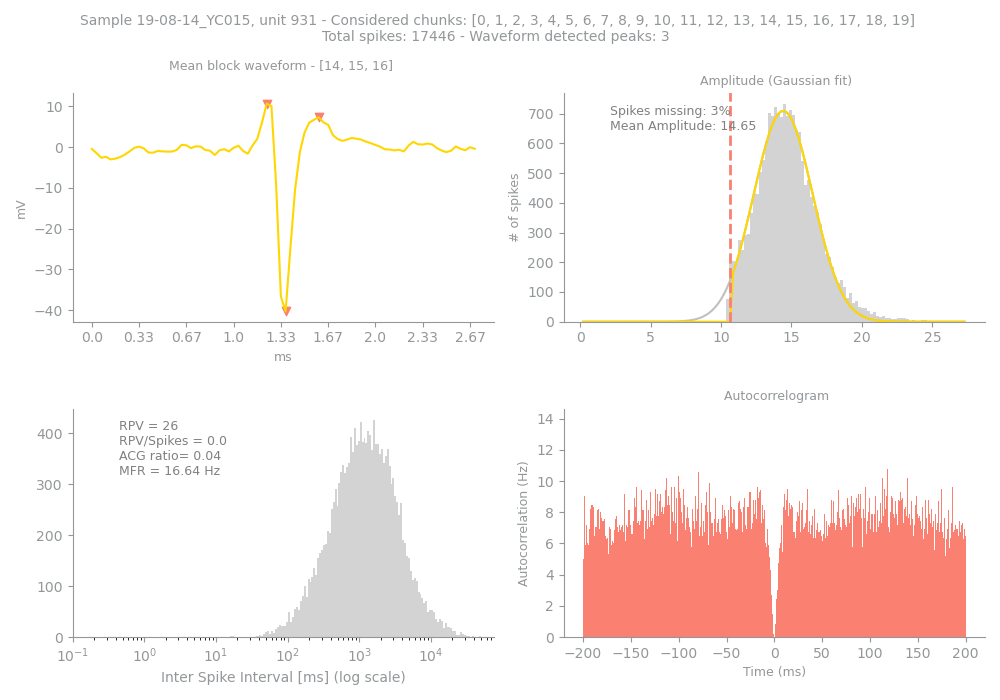 Sample 19-08-14_YC015, unit 931 - Considered chunks: [0, 1, 2, 3, 4, 5, 6, 7, 8, 9, 10, 11, 12, 13, 14, 15, 16, 17, 18, 19]
Total spikes: 17446 - Waveform detected peaks: 3
Mean block waveform - [14, 15, 16]
10
0
−10
−20
−30
−40
mV
0.0 0.33 0.67 1.0 1.33 1.67 2.0 2.33 2.67
ms
Amplitude (Gaussian fit)
Spikes missing: 3%
Mean Amplitude: 14.65
700
600
500
400
300
200
100
0
# of spikes
0 5 10 15 20 25
RPV = 26
RPV/Spikes = 0.0
ACG ratio= 0.04
MFR = 16.64 Hz
400
300
200
100
0
10⁻¹ 10⁰ 10¹ 10² 10³ 10⁴
Inter Spike Interval [ms] (log scale)
Autocorrelogram
14
12
10
8
6
4
2
0
Autocorrelation (Hz)
−200 −150 −100 −50 0 50 100 150 200
Time (ms)